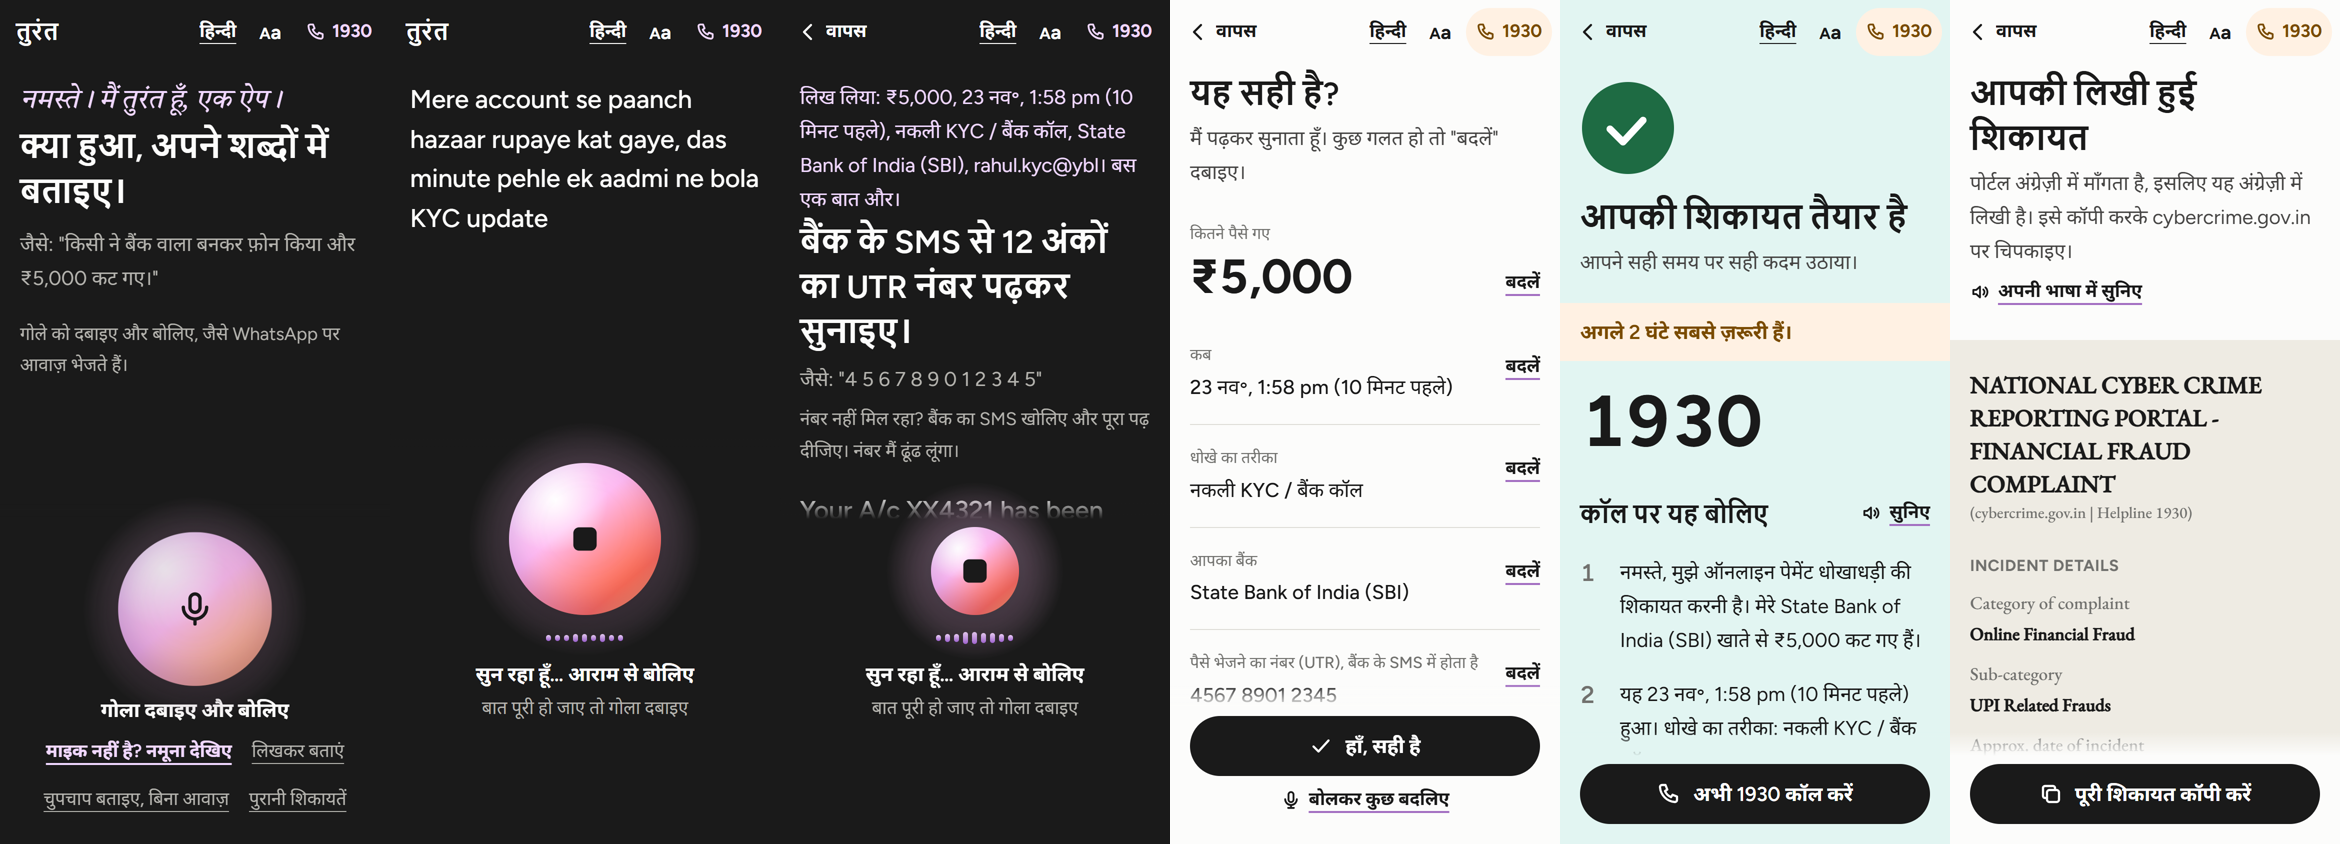 तुरंत
हिन्दी
Aa
1930
नमस्ते। मैं तुरंत हूँ, एक ऐप।
क्या हुआ, अपने शब्दों में
बताइए।
जैसे: "किसी ने बैंक वाला बनकर फ़ोन किया और
₹5,000 कट गए।"
गोले को दबाइए और बोलिए, जैसे WhatsApp पर
आवाज़ भेजते हैं।
गोला दबाइए और बोलिए
माइक नहीं है? नमूना देखिए
लिखकर बताएं
चुपचाप बताइए, बिना आवाज़
पुरानी शिकायतें
तुरंत
हिन्दी
Aa
1930
Mere account se paanch
hazaar rupaye kat gaye, das
minute pehle ek aadmi ne bola
KYC update
सुन रहा हूँ... आराम से बोलिए
बात पूरी हो जाए तो गोला दबाइए
वापस
हिन्दी
Aa
1930
लिख लिया: ₹5,000, 23 नव॰, 1:58 pm (10
मिनट पहले), नकली KYC / बैंक कॉल, State
Bank of India (SBI), rahul.kyc@ybl। बस
एक बात और।
बैंक के SMS से 12 अंकों
का UTR नंबर पढ़कर
सुनाइए।
जैसे: "4 5 6 7 8 9 0 1 2 3 4 5"
नंबर नहीं मिल रहा? बैंक का SMS खोलिए और पूरा पढ़
दीजिए। नंबर मैं ढूंढ लूंगा।
Your A/c XX4321 has been
सुन रहा हूँ... आराम से बोलिए
बात पूरी हो जाए तो गोला दबाइए
वापस
हिन्दी
Aa
1930
यह सही है?
मैं पढ़कर सुनाता हूँ। कुछ गलत हो तो "बदलें"
दबाइए।
कितने पैसे गए
₹5,000
बदलें
कब
23 नव॰, 1:58 pm (10 मिनट पहले)
बदलें
धोखे का तरीका
नकली KYC / बैंक कॉल
बदलें
आपका बैंक
State Bank of India (SBI)
बदलें
पैसे भेजने का नंबर (UTR), बैंक के SMS में होता है
4567 8901 2345
बदलें
हाँ, सही है
बोलकर कुछ बदलिए
वापस
हिन्दी
Aa
1930
आपकी शिकायत तैयार है
आपने सही समय पर सही कदम उठाया।
अगले 2 घंटे सबसे ज़रूरी हैं।
1930
कॉल पर यह बोलिए
सुनिए
1 नमस्ते, मुझे ऑनलाइन पेमेंट धोखाधड़ी की
शिकायत करनी है। मेरे State Bank of
India (SBI) खाते से ₹5,000 कट गए हैं।
2 यह 23 नव॰, 1:58 pm (10 मिनट पहले)
हुआ। धोखे का तरीका: नकली KYC / बैंक
अभी 1930 कॉल करें
वापस
हिन्दी
Aa
1930
आपकी लिखी हुई
शिकायत
पोर्टल अंग्रेज़ी में माँगता है, इसलिए यह अंग्रेज़ी में
लिखी है। इसे कॉपी करके cybercrime.gov.in
पर चिपकाइए।
अपनी भाषा में सुनिए
NATIONAL CYBER CRIME
REPORTING PORTAL -
FINANCIAL FRAUD
COMPLAINT
(cybercrime.gov.in | Helpline 1930)
INCIDENT DETAILS
Category of complaint
Online Financial Fraud
Sub-category
UPI Related Frauds
Approx. date of incident
पूरी शिकायत कॉपी करें